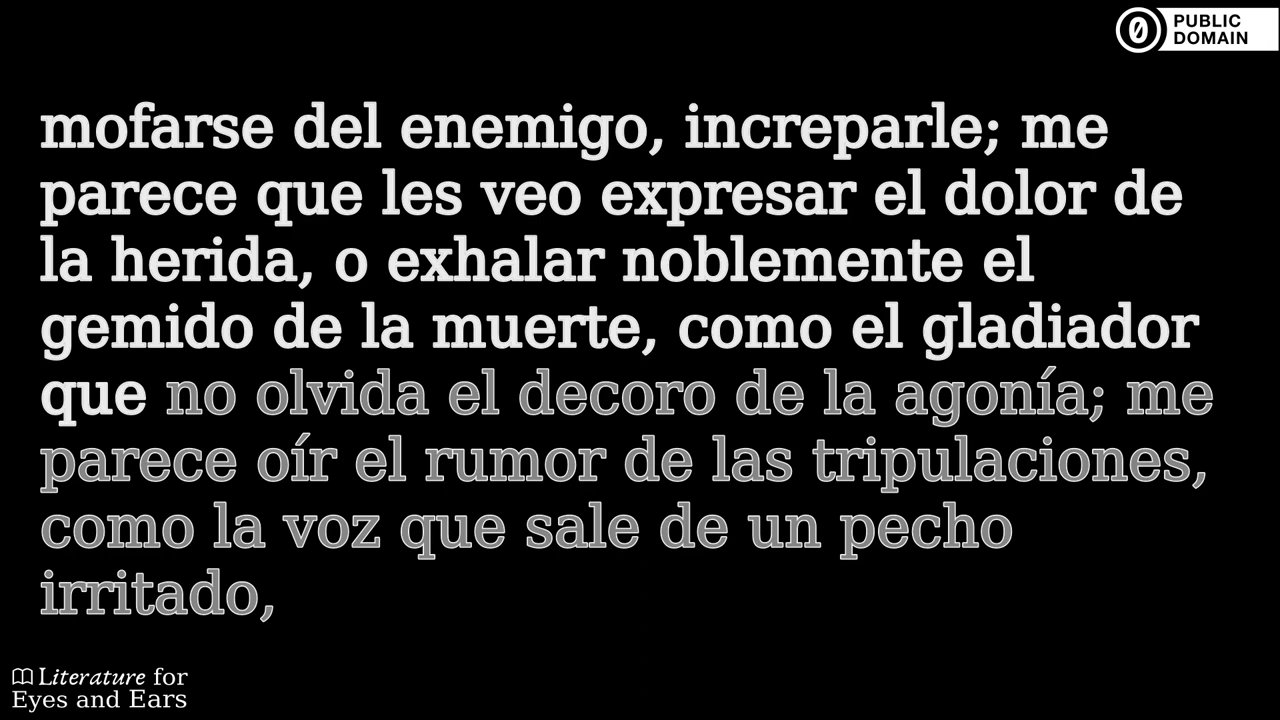 PUBLIC
DOMAIN
mofarse del enemigo, increparle; me
parece que les veo expresar el dolor de
la herida, o exhalar noblemente el
gemido de la muerte, como el gladiador
que no olvida el decoro de la agonía; me
parece oír el rumor de las tripulaciones,
como la voz que sale de un pecho
irritado,
Literature for
Eyes and Ears